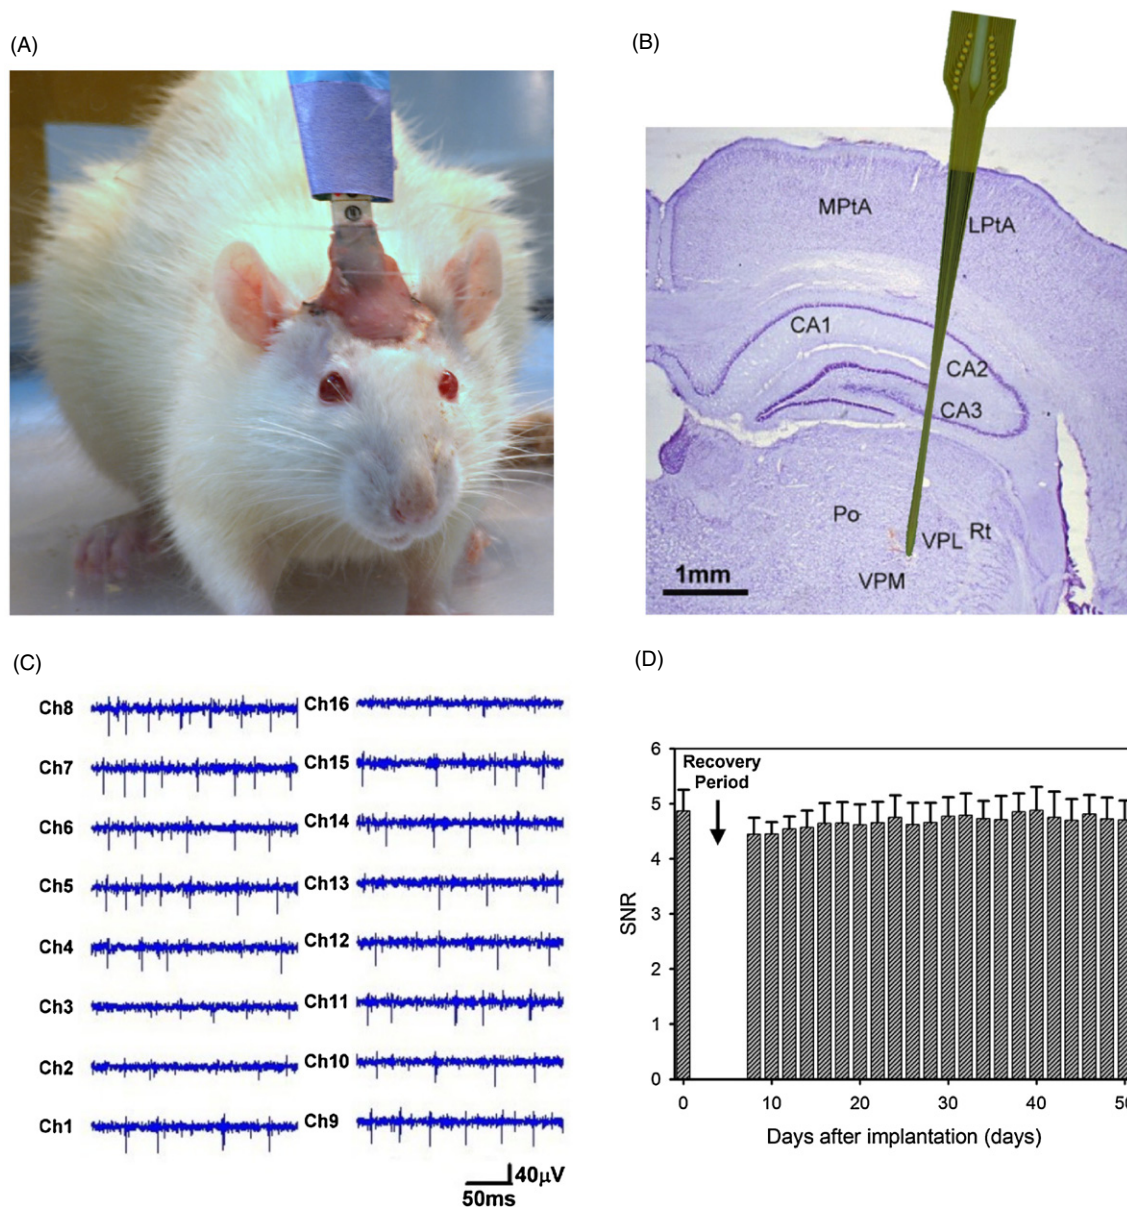 (A)
(B)
MPtA
LPtA
CA1
CA2
CA3
Po
Rt
VPL
VPM
1mm
(C)
Ch8
Ch16
Ch7
Ch15
Ch6
Ch14
Ch5
Ch13
Ch4
Ch12
Ch3
Ch11
Ch2
Ch10
Ch1
Ch9
40μV
50ms
(D)
6
Recovery
Period
5
4
3
2
1
0
SNR
0 10 20 30 40 50
Days after implantation (days)